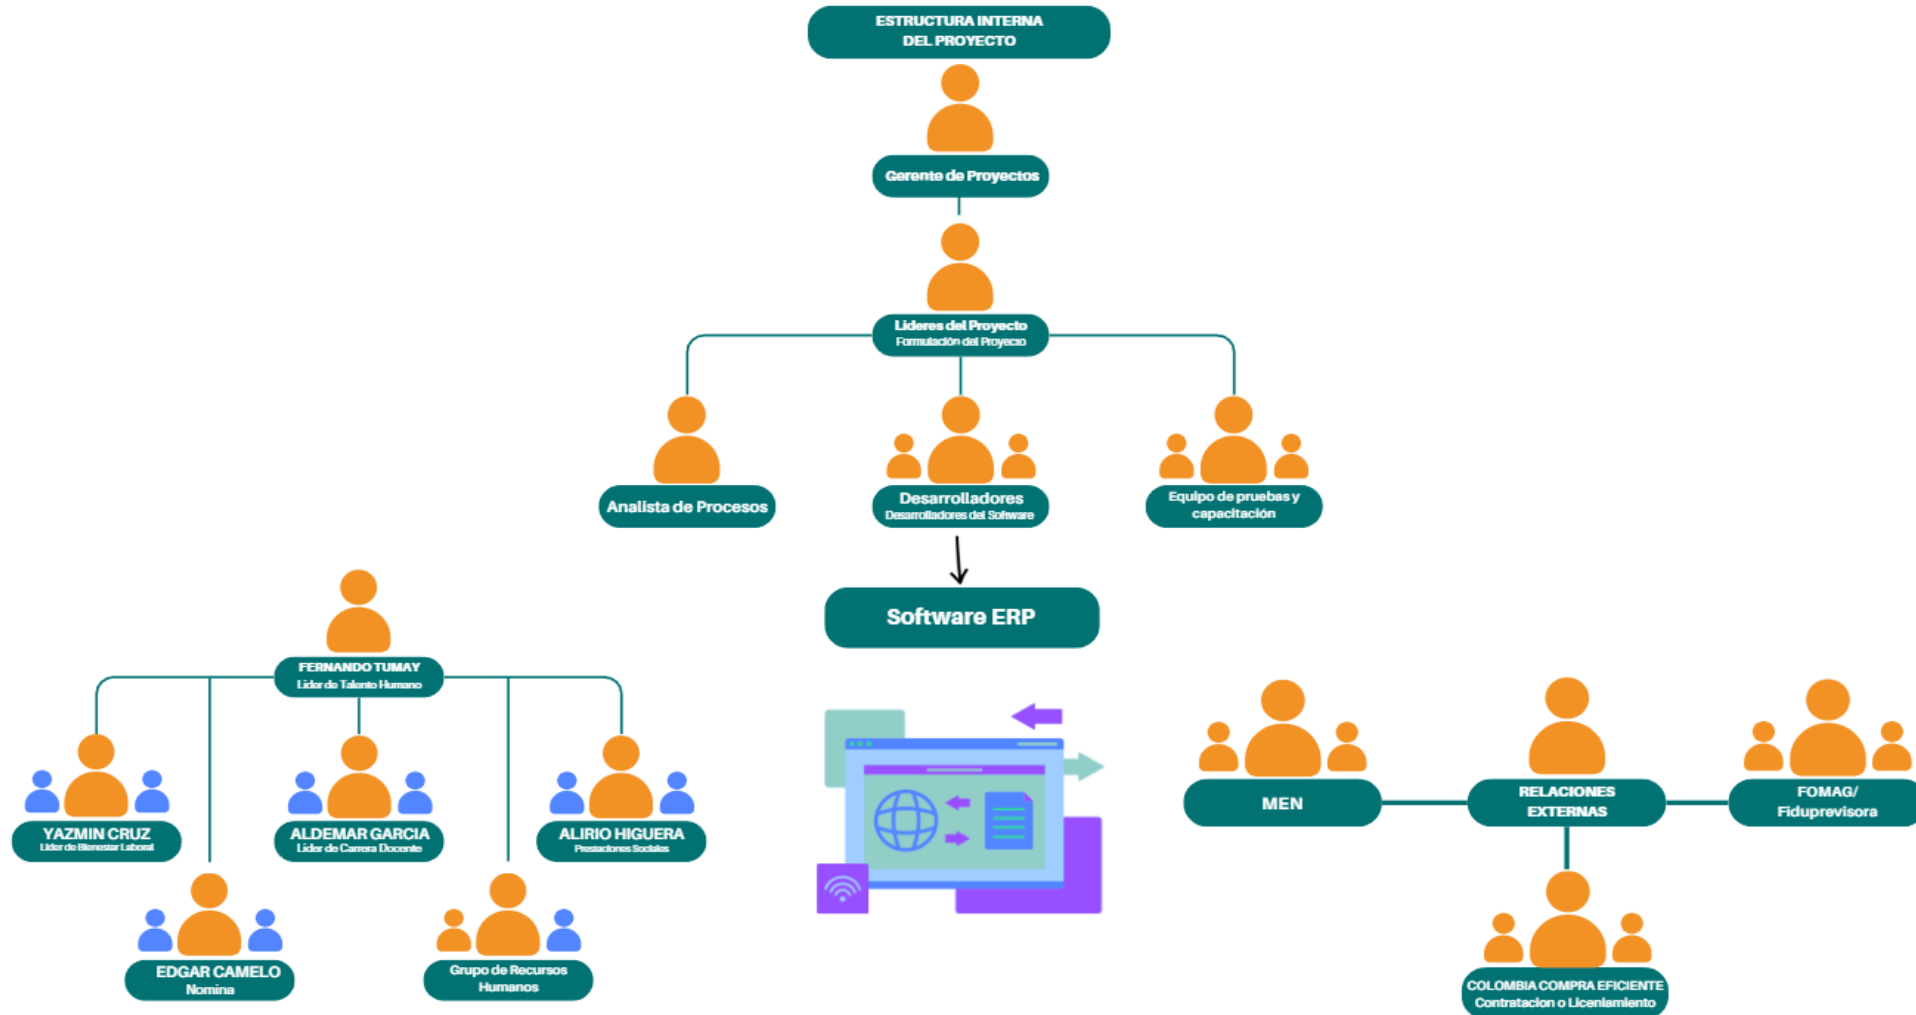 ESTRUCTURA INTERNA
DEL PROYECTO
Gerente de Proyectos
Lideres del Proyecto
Formulación del Proyecto
Analista de Procesos
Desarrolladores
Desarrolladores del Software
Equipo de pruebas y
capacitación
Software ERP
FERNANDO TUMAY
Lider de Talento Humano
YAZMIN CRUZ
Lider de Bienestar Laboral
ALDEMAR GARCIA
Lider de Carrera Docente
ALIRIO HIGUERA
Prestaciones Sociales
EDGAR CAMELO
Nomina
Grupo de Recursos
Humanos
MEN
RELACIONES
EXTERNAS
FOMAG/
Fiduprevisora
COLOMBIA COMPRA EFICIENTE
Contratacion o Liceniamiento